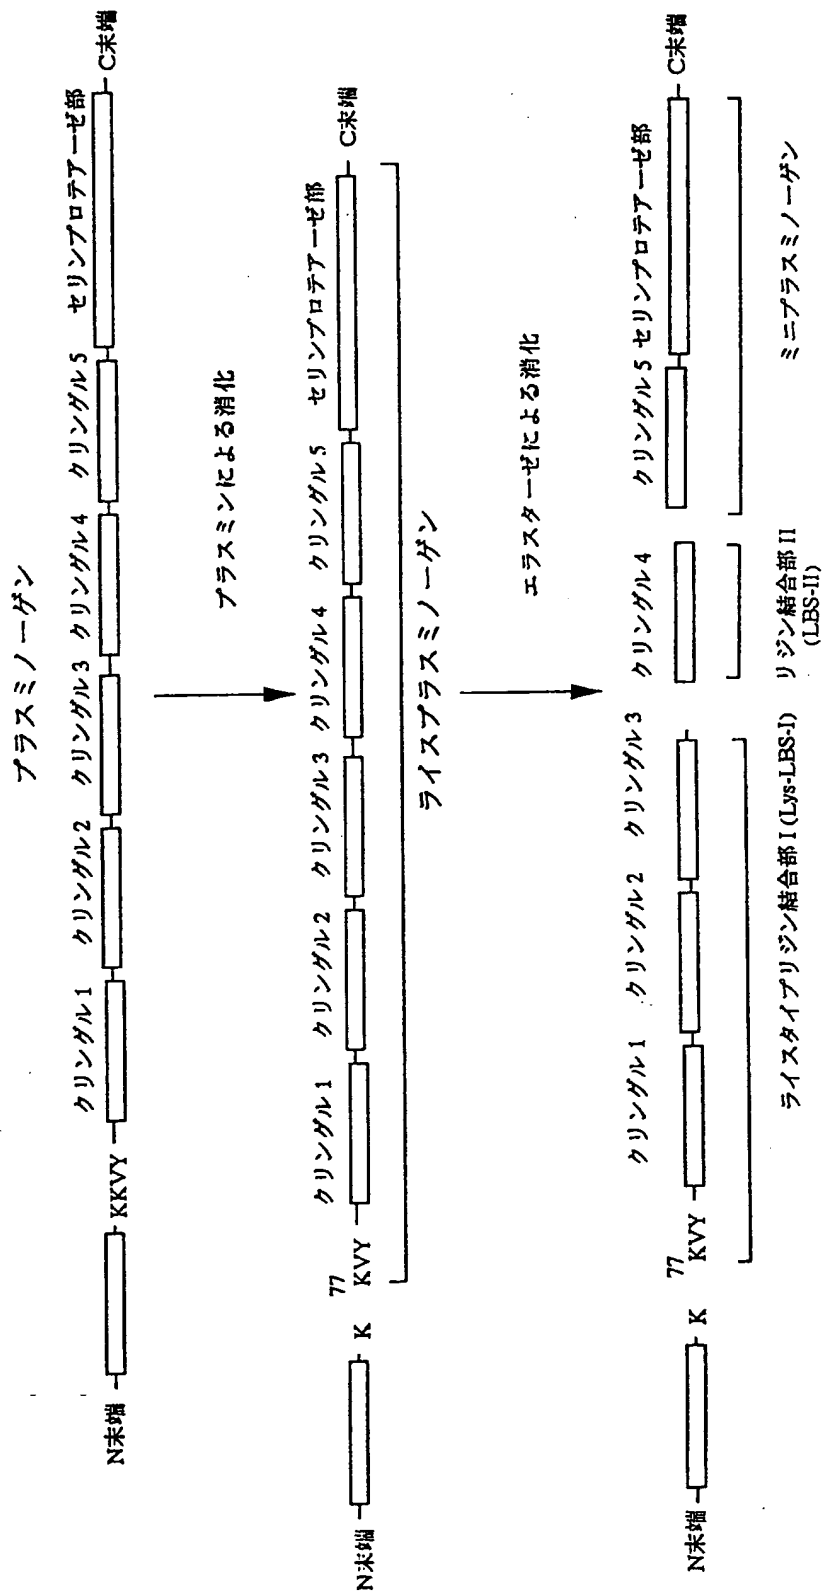 プラスミノーゲン
クリングル1 クリングル2 クリングル3 クリングル4 クリングル5 セリンプロテアーゼ部
N末端 KKVY C末端
プラスミンによる消化
クリングル1 クリングル2 クリングル3 クリングル4 クリングル5 セリンプロテアーゼ部
77
N末端 K KVY C末端
ライスプラスミノーゲン
エラスターゼによる消化
クリングル1 クリングル2 クリングル3 クリングル4 クリングル5 セリンプロテアーゼ部
77
N末端 K KVY C末端
ライスタイプリジン結合部I (Lys-LBS-I) リジン結合部II ミニプラスミノーゲン
(LBS-II)